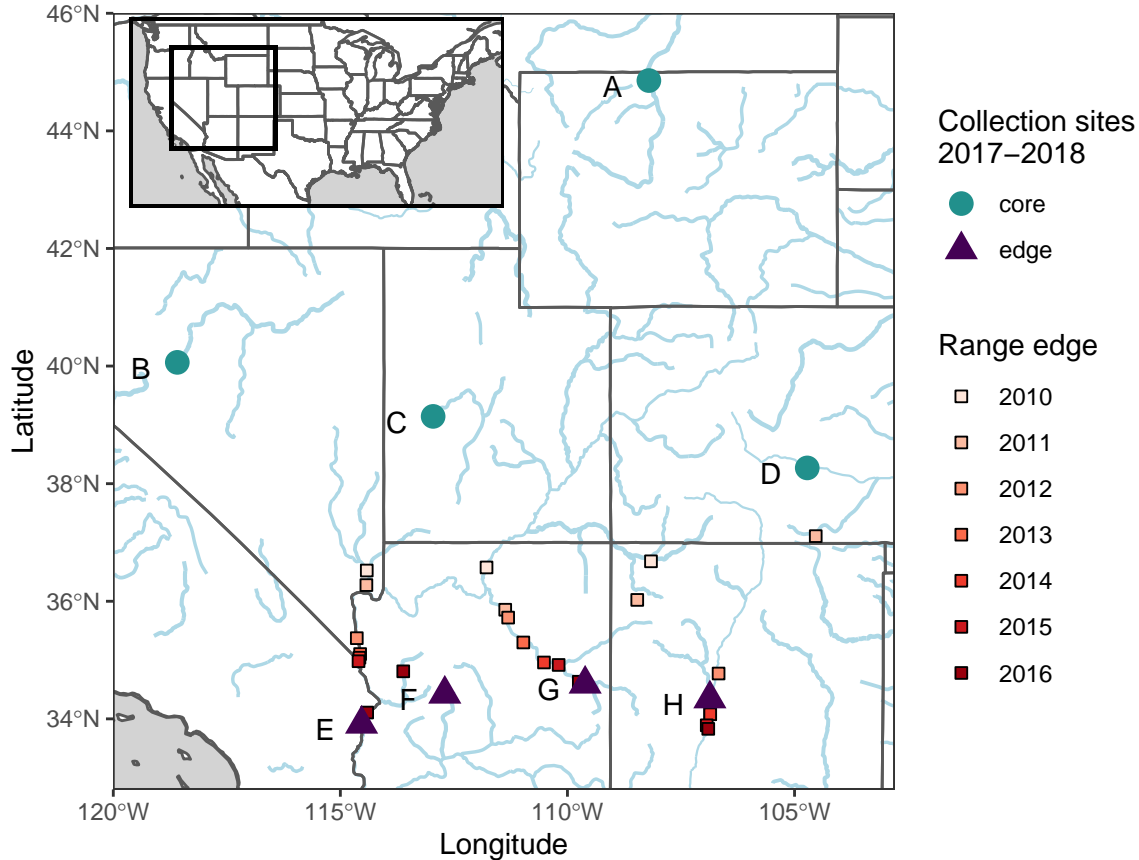 46°N
44°N
42°N
40°N
38°N
36°N
34°N
120°W
115°W
110°W
105°W
Latitude
Longitude
A
B
C
D
E
F
G
H
Collection sites
2017−2018
core
edge
Range edge
2010
2011
2012
2013
2014
2015
2016